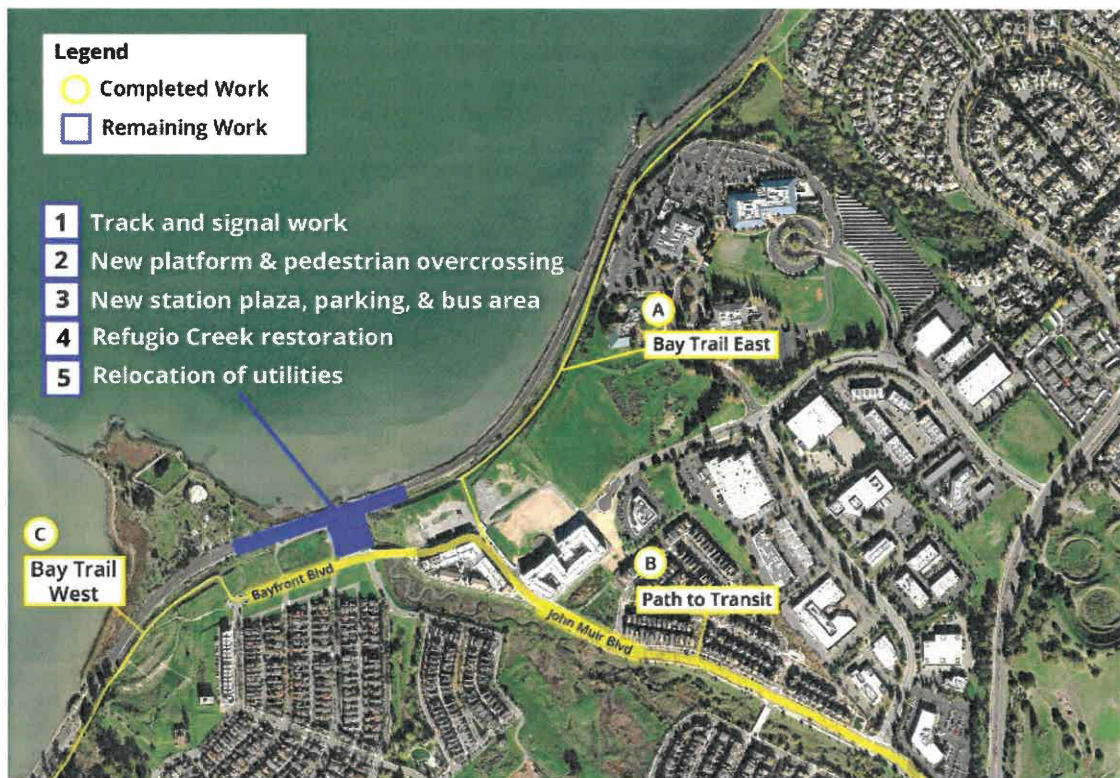 Legend
Completed Work
Remaining Work
1 Track and signal work
2 New platform & pedestrian overcrossing
3 New station plaza, parking, & bus area
4 Refugio Creek restoration
5 Relocation of utilities
A
Bay Trail East
C
Bay Trail
West
Bayfront Blvd
B
Path to Transit
John Muir Blvd